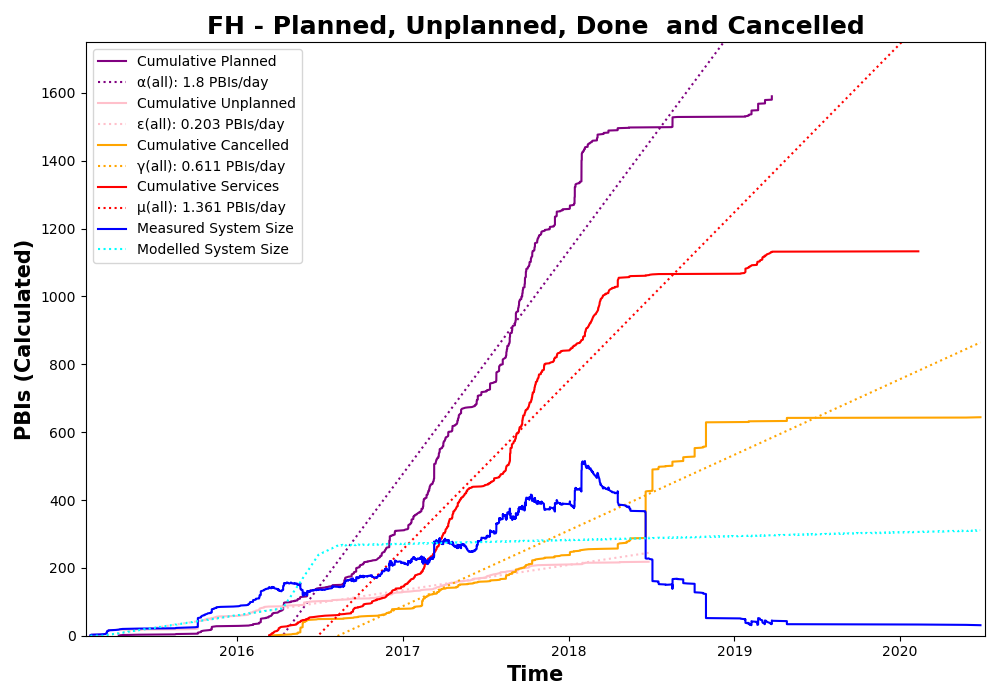 FH - Planned, Unplanned, Done  and Cancelled
Cumulative Planned
α(all): 1.8 PBIs/day
Cumulative Unplanned
ε(all): 0.203 PBIs/day
Cumulative Cancelled
γ(all): 0.611 PBIs/day
Cumulative Services
μ(all): 1.361 PBIs/day
Measured System Size
Modelled System Size
PBIs (Calculated)
1600
1400
1200
1000
800
600
400
200
0
2016 2017 2018 2019 2020
Time